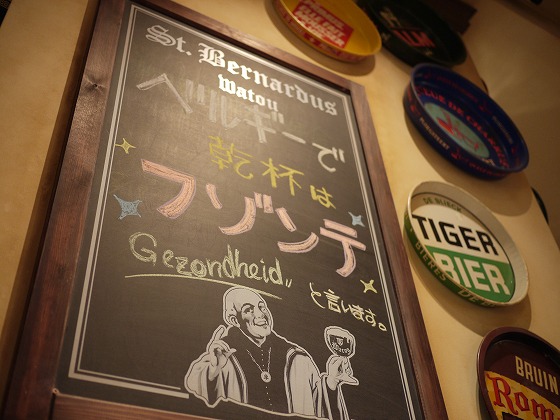 St. Bernardus
Watou
ベルギーで
乾杯は
フゾンテ
Gezondheid〟
と言います。
TIGER
BIER
BRUIN